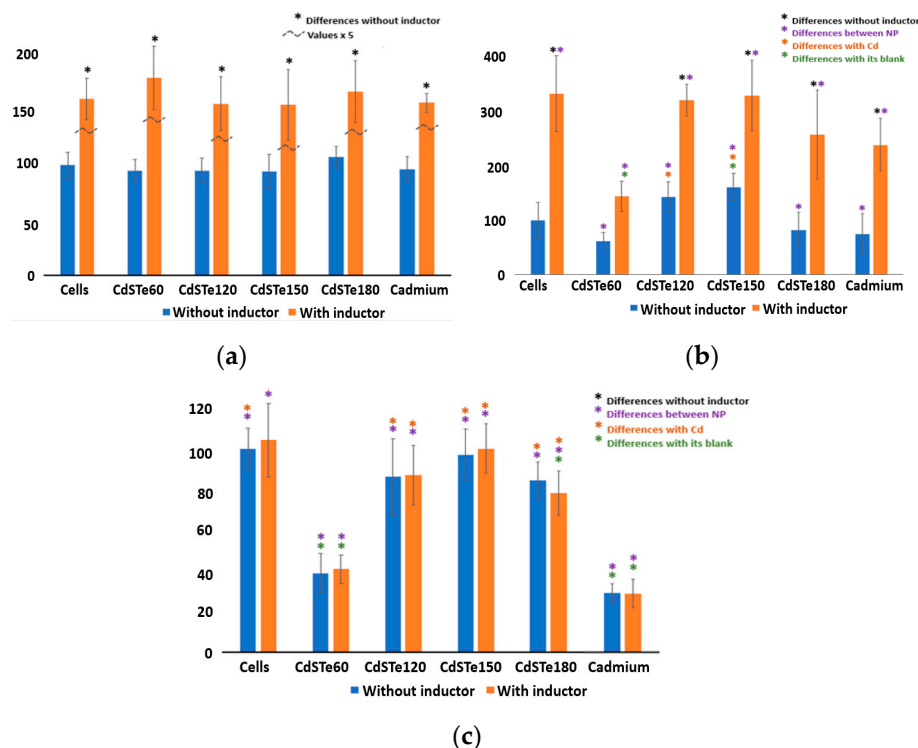 * Differences without inductor
Values x 5
200
150
100
50
0
Cells CdSTe60 CdSTe120 CdSTe150 CdSTe180 Cadmium
Without inductor With inductor
(a)
* Differences without inductor
* Differences between NP
* Differences with Cd
* Differences with its blank
400
300
200
100
0
Cells CdSTe60 CdSTe120 CdSTe150 CdSTe180 Cadmium
Without inductor With inductor
(b)
* Differences without inductor
* Differences between NP
* Differences with Cd
* Differences with its blank
120
100
80
60
40
20
0
Cells CdSTe60 CdSTe120 CdSTe150 CdSTe180 Cadmium
Without inductor With inductor
(c)